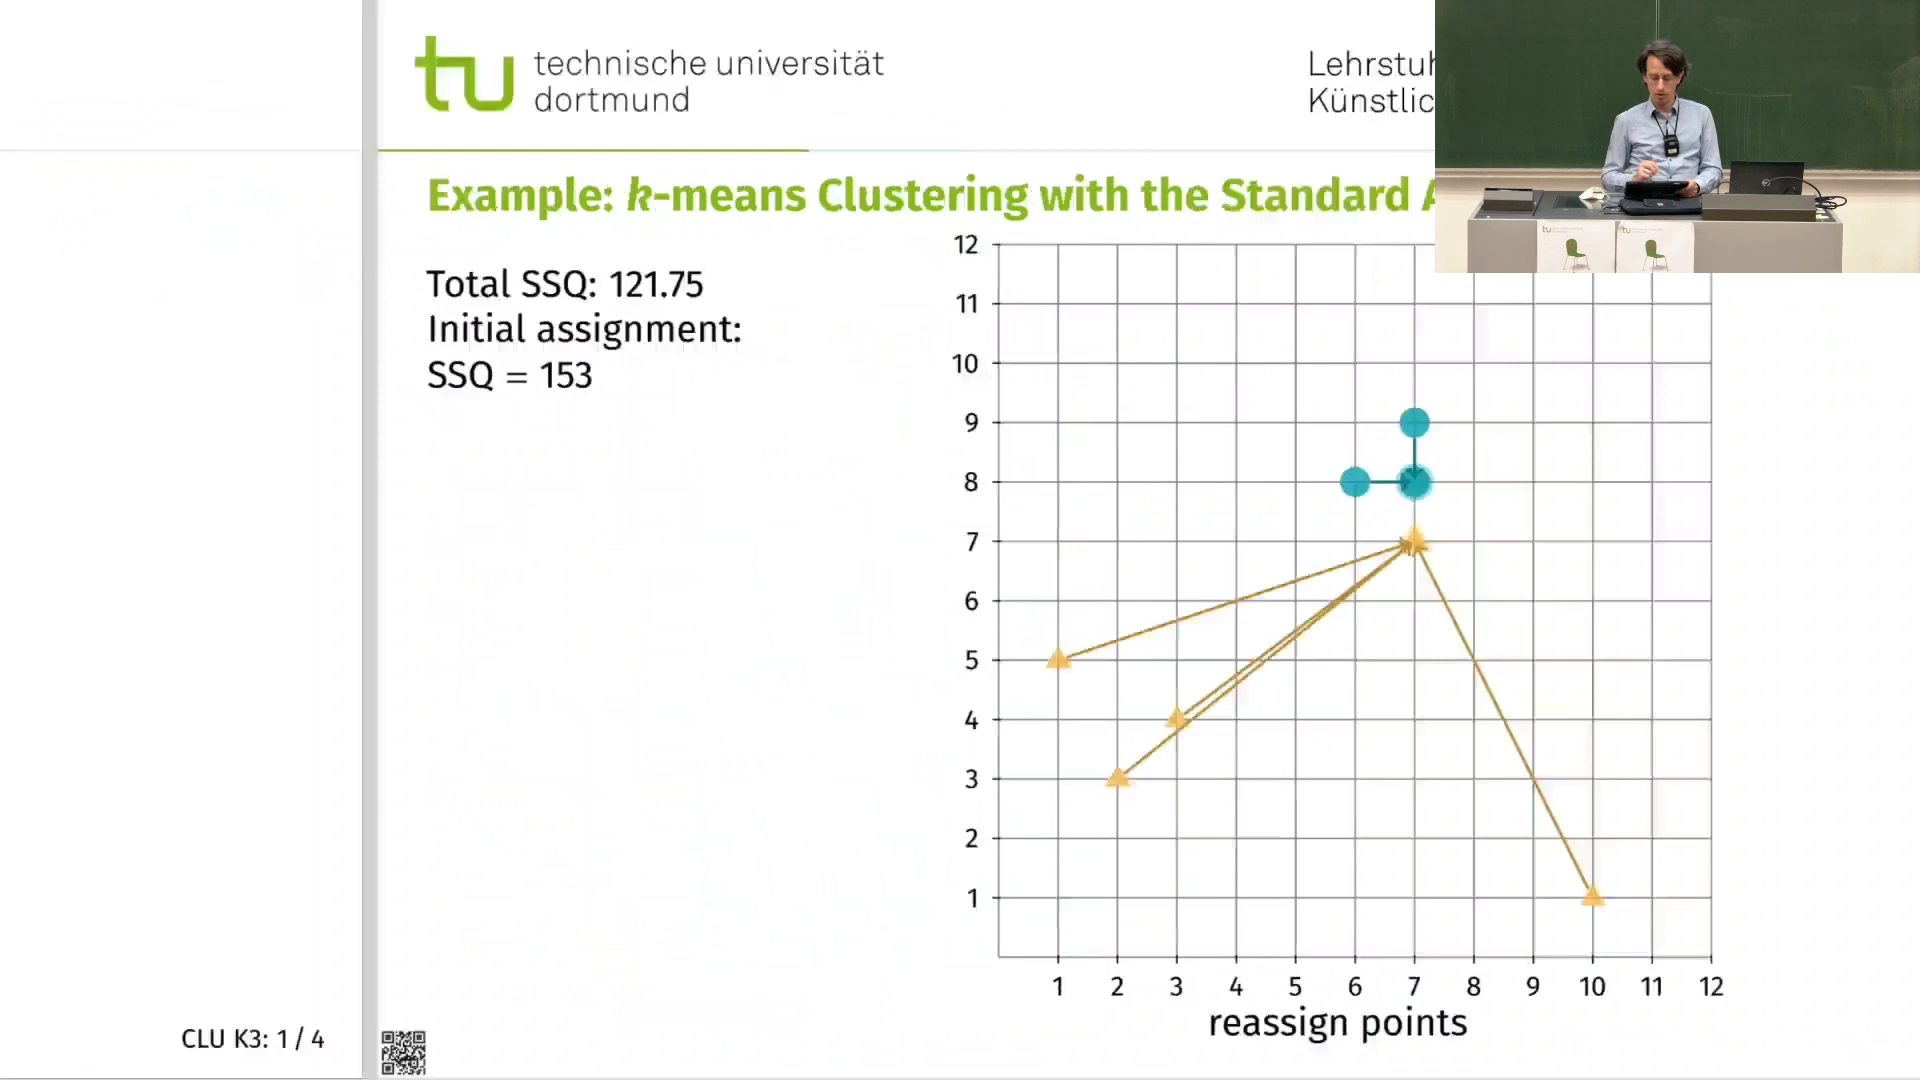 technische universität
dortmund
Lehrstuh
Künstlic
Example: k-means Clustering with the Standard A
Total SSQ: 121.75
Initial assignment:
SSQ = 153
12
11
10
9
8
7
6
5
4
3
2
1
1 2 3 4 5 6 7 8 9 10 11 12
reassign points
CLU K3: 1 / 4